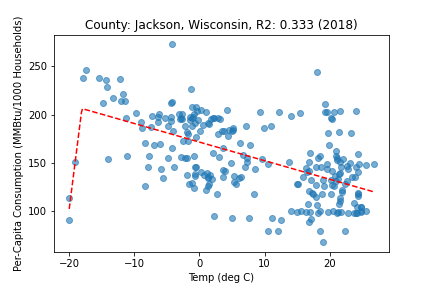 County: Jackson, Wisconsin, R2: 0.333 (2018)
Per-Capita Consumption (MMBtu/1000 Households)
250
200
150
100
−20 −10 0 10 20
Temp (deg C)